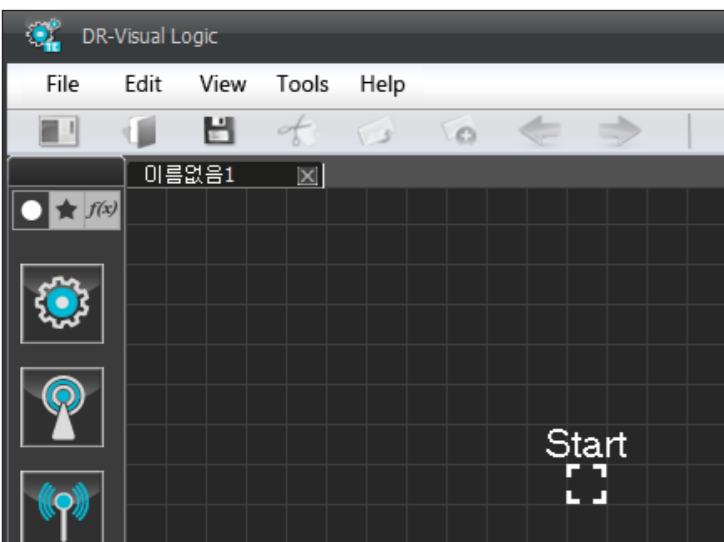 DR-Visual Logic
File Edit View Tools Help
이름없음1
f(x)
Start